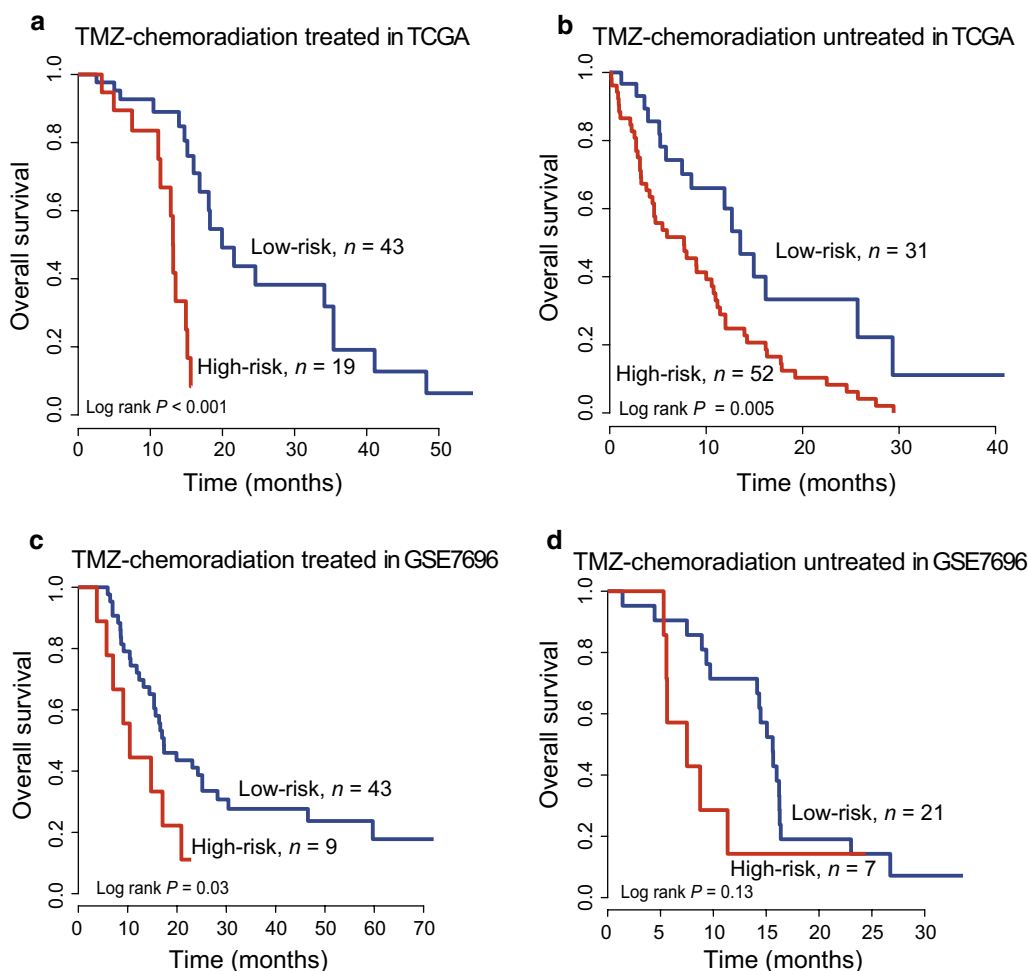 a
TMZ-chemoradiation treated in TCGA
Overall survival
1.0
0.8
0.6
0.4
0.2
0.0
Low-risk, n = 43
High-risk, n = 19
Log rank P < 0.001
0 10 20 30 40 50
Time (months)
b
TMZ-chemoradiation untreated in TCGA
Overall survival
1.0
0.8
0.6
0.4
0.2
0.0
Low-risk, n = 31
High-risk, n = 52
Log rank P = 0.005
0 10 20 30 40
Time (months)
c
TMZ-chemoradiation treated in GSE7696
Overall survival
1.0
0.8
0.6
0.4
0.2
0.0
Low-risk, n = 43
High-risk, n = 9
Log rank P = 0.03
0 10 20 30 40 50 60 70
Time (months)
d
TMZ-chemoradiation untreated in GSE7696
Overall survival
1.0
0.8
0.6
0.4
0.2
0.0
Low-risk, n = 21
High-risk, n = 7
Log rank P = 0.13
0 5 10 15 20 25 30
Time (months)